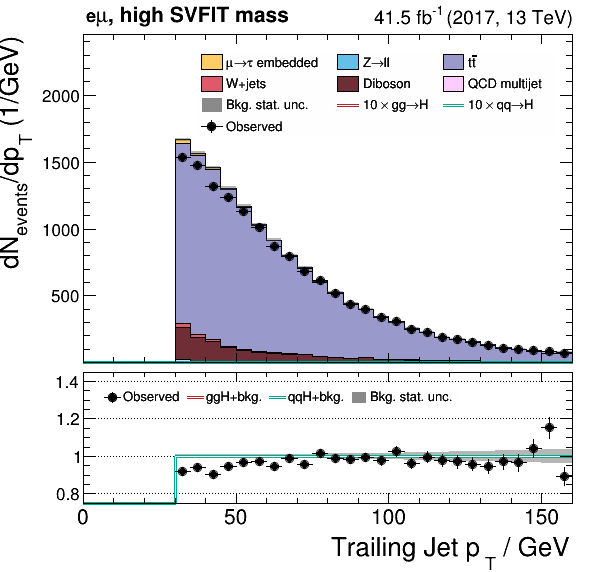 eμ, high SVFIT mass 41.5 fb⁻¹ (2017, 13 TeV)
dN_events/dp_T (1/GeV)
μ→τ embedded Z→ll tt̄
W+jets Diboson QCD multijet
Bkg. stat. unc. 10 × gg→H 10 × qq→H
Observed
2000
1500
1000
500
1.4
Observed ggH+bkg. qqH+bkg. Bkg. stat. unc.
1.2
1
0.8
0 50 100 150
Trailing Jet p_T / GeV